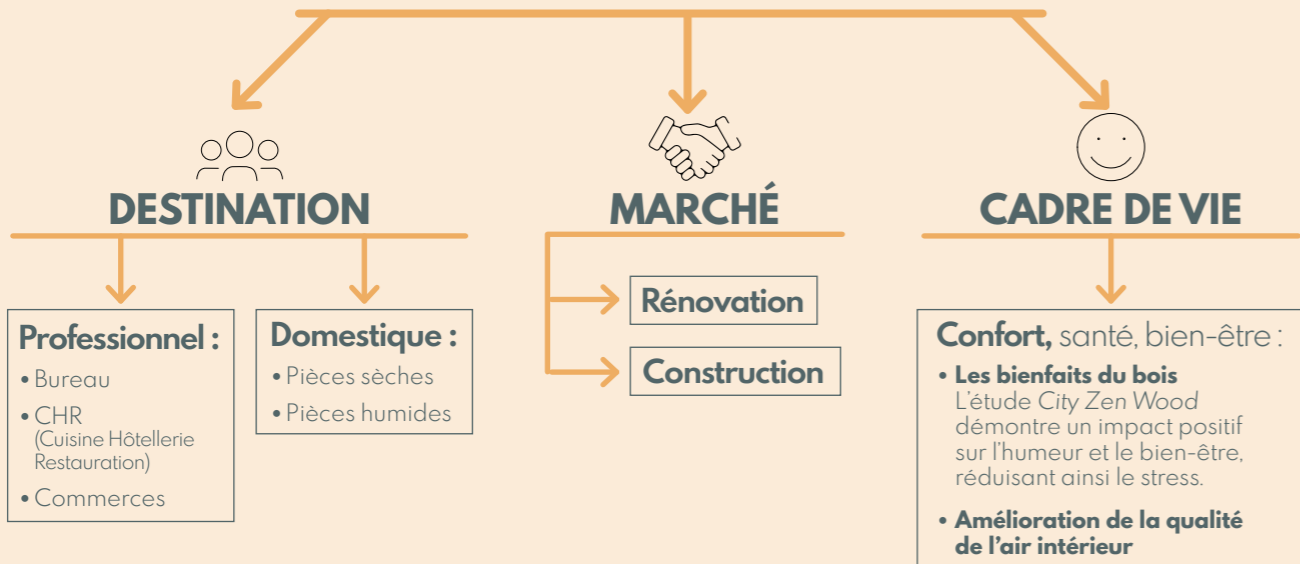 DESTINATION
Professionnel :
• Bureau
• CHR
(Cuisine Hôtellerie
Restauration)
• Commerces
Domestique :
• Pièces sèches
• Pièces humides
MARCHÉ
Rénovation
Construction
CADRE DE VIE
Confort, santé, bien-être :
• Les bienfaits du bois
L'étude City Zen Wood
démontre un impact positif
sur l'humeur et le bien-être,
réduisant ainsi le stress.
• Amélioration de la qualité
de l'air intérieur